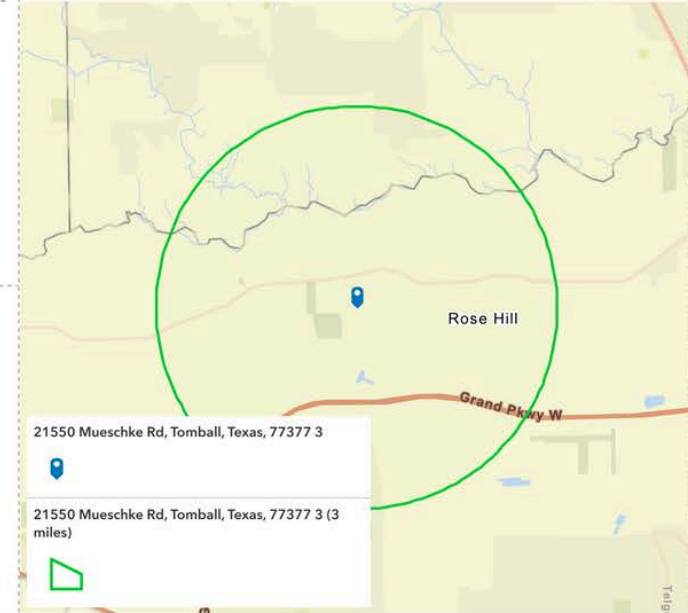 Rose Hill
Grand Pkwy W
21550 Mueschke Rd, Tomball, Texas, 77377 3
21550 Mueschke Rd, Tomball, Texas, 77377 3 (3
miles)